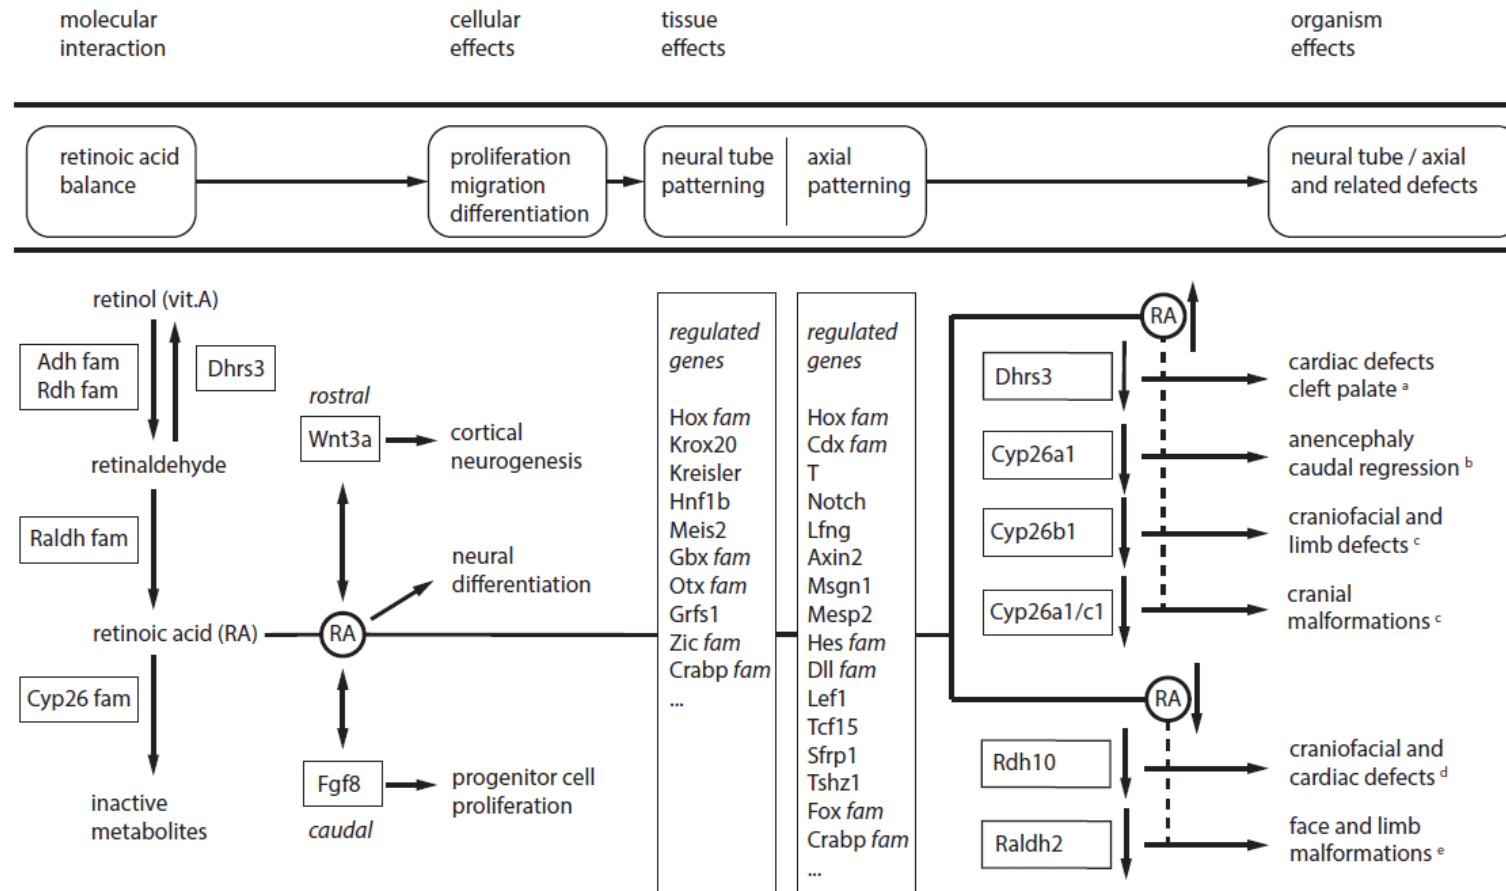 molecular
interaction
cellular
effects
tissue
effects
organism
effects
retinoic acid
balance
proliferation
migration
differentiation
neural tube
patterning
axial
patterning
neural tube / axial
and related defects
retinol (vit.A)
Adh fam
Rdh fam
Dhrs3
retinaldehyde
Raldh fam
retinoic acid (RA)
Cyp26 fam
inactive
metabolites
rostral
Wnt3a
cortical
neurogenesis
neural
differentiation
RA
Fgf8
caudal
progenitor cell
proliferation
regulated
genes
Hox fam
Krox20
Kreisler
Hnf1b
Meis2
Gbx fam
Otx fam
Grfs1
Zic fam
Crabp fam
...
regulated
genes
Hox fam
Cdx fam
T
Notch
Lfng
Axin2
Msgn1
Mesp2
Hes fam
Dll fam
Lef1
Tcf15
Sfrp1
Tshz1
Fox fam
Crabp fam
...
RA
Dhrs3
cardiac defects
cleft palate a
Cyp26a1
anencephaly
caudal regression b
Cyp26b1
craniofacial and
limb defects c
Cyp26a1/c1
cranial
malformations c
RA
Rdh10
craniofacial and
cardiac defects d
Raldh2
face and limb
malformations e